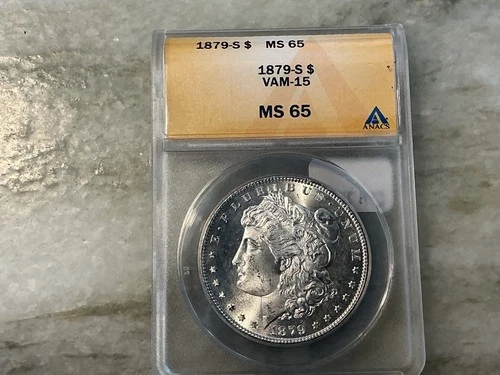 1879-S $ MS 65
1879-S $
VAM-15
MS 65
ANACS
E·PLURIBUS·UNUM
1879